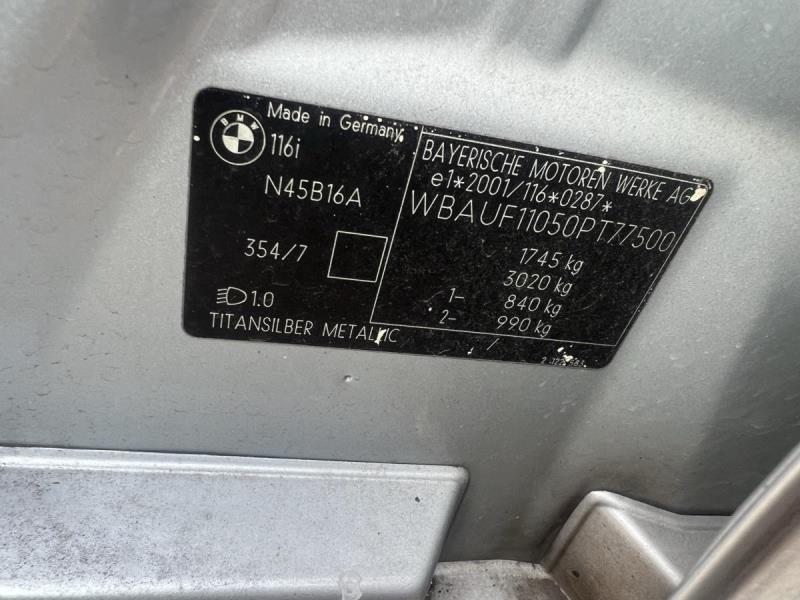 BMW
Made in Germany
116i
N45B16A
354/7
1.0
TITANSILBER METALLIC
BAYERISCHE MOTOREN WERKE AG
e1*2001/116*0287*
WBAUF11050PT77500
1745 kg
3020 kg
1- 840 kg
2- 990 kg